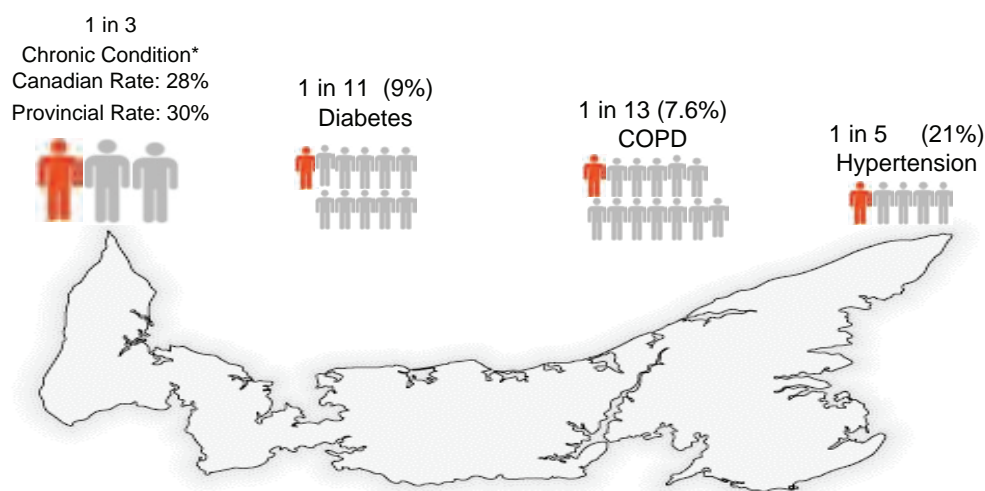 1 in 3
Chronic Condition*
Canadian Rate: 28%
Provincial Rate: 30%
1 in 11 (9%)
Diabetes
1 in 13 (7.6%)
COPD
1 in 5 (21%)
Hypertension